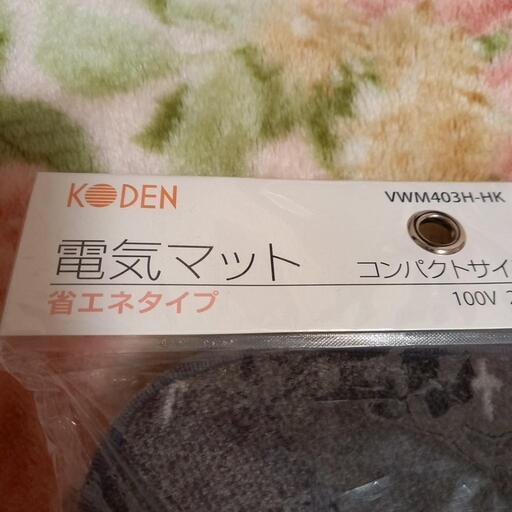 KODEN
VWM403H-HK
電気マット
コンパクトサイ
省エネタイプ
100V